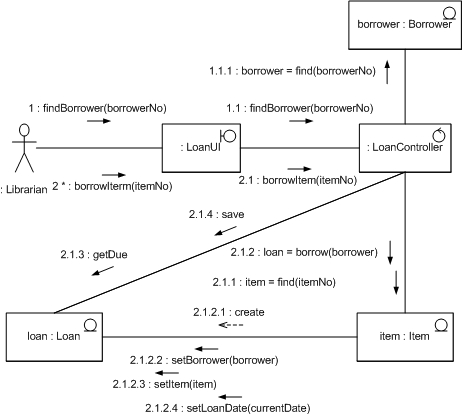 borrower : Borrower
1.1.1 : borrower = find(borrowerNo)
1 : findBorrower(borrowerNo)
1.1 : findBorrower(borrowerNo)
: LoanUI
: LoanController
: Librarian
2 * : borrowIterm(itemNo)
2.1 : borrowItem(itemNo)
2.1.4 : save
2.1.3 : getDue
2.1.2 : loan = borrow(borrower)
2.1.1 : item = find(itemNo)
2.1.2.1 : create
loan : Loan
item : Item
2.1.2.2 : setBorrower(borrower)
2.1.2.3 : setItem(item)
2.1.2.4 : setLoanDate(currentDate)